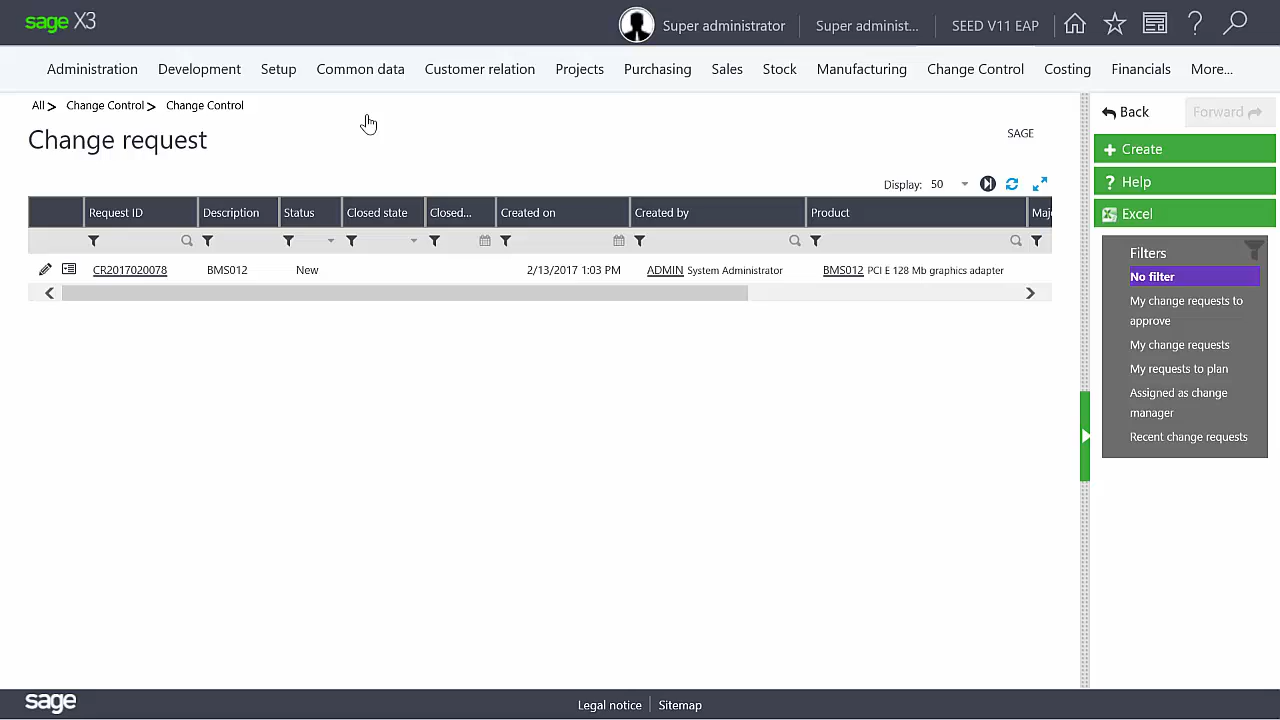 sage X3
Super administrator
Super administ...
SEED V11 EAP
Administration Development Setup Common data Customer relation Projects Purchasing Sales Stock Manufacturing Change Control Costing Financials More...
All > Change Control > Change Control
Back
Forward
Change request
SAGE
Create
Display: 50
Help
Request ID Description Status Closed state Closed... Created on Created by Product Maj
Excel
CR2017020078 BMS012 New 2/13/2017 1:03 PM ADMIN System Administrator BMS012 PCI E 128 Mb graphics adapter
Filters
No filter
My change requests to
approve
My change requests
My requests to plan
Assigned as change
manager
Recent change requests
sage
Legal notice
Sitemap